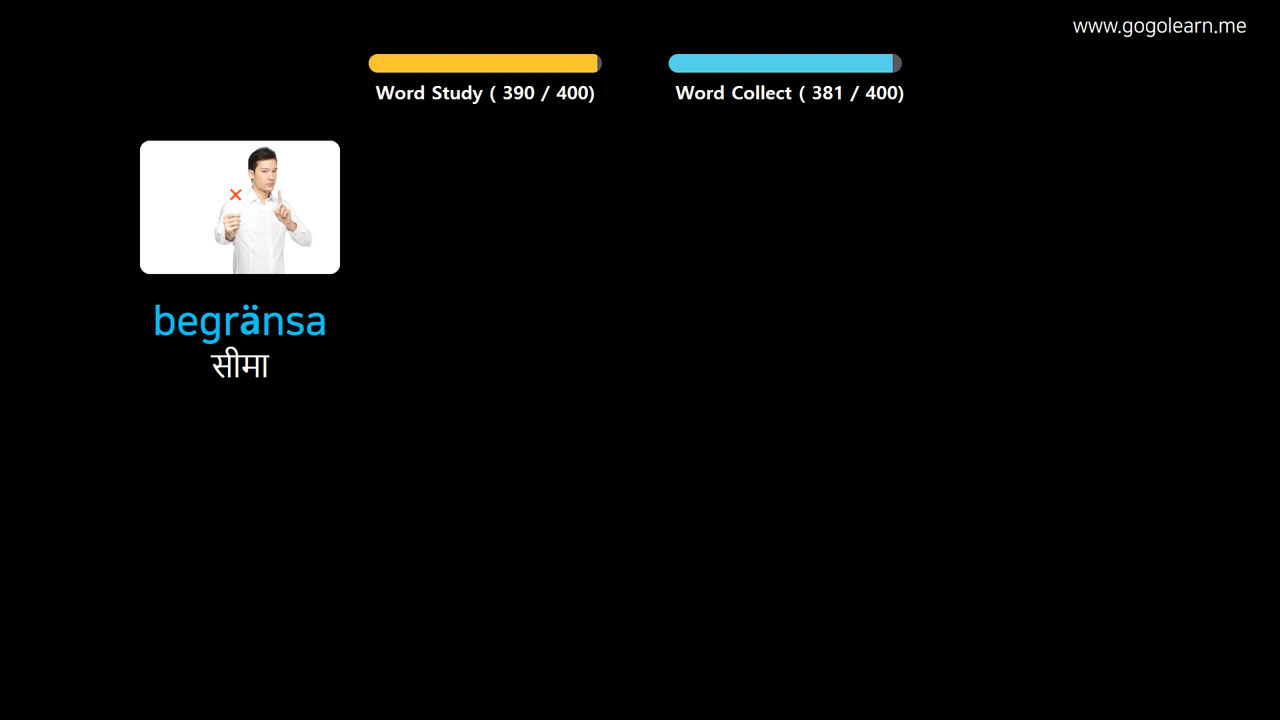 www.gogolearn.me
Word Study ( 390 / 400)
Word Collect ( 381 / 400)
begränsa
सीमा